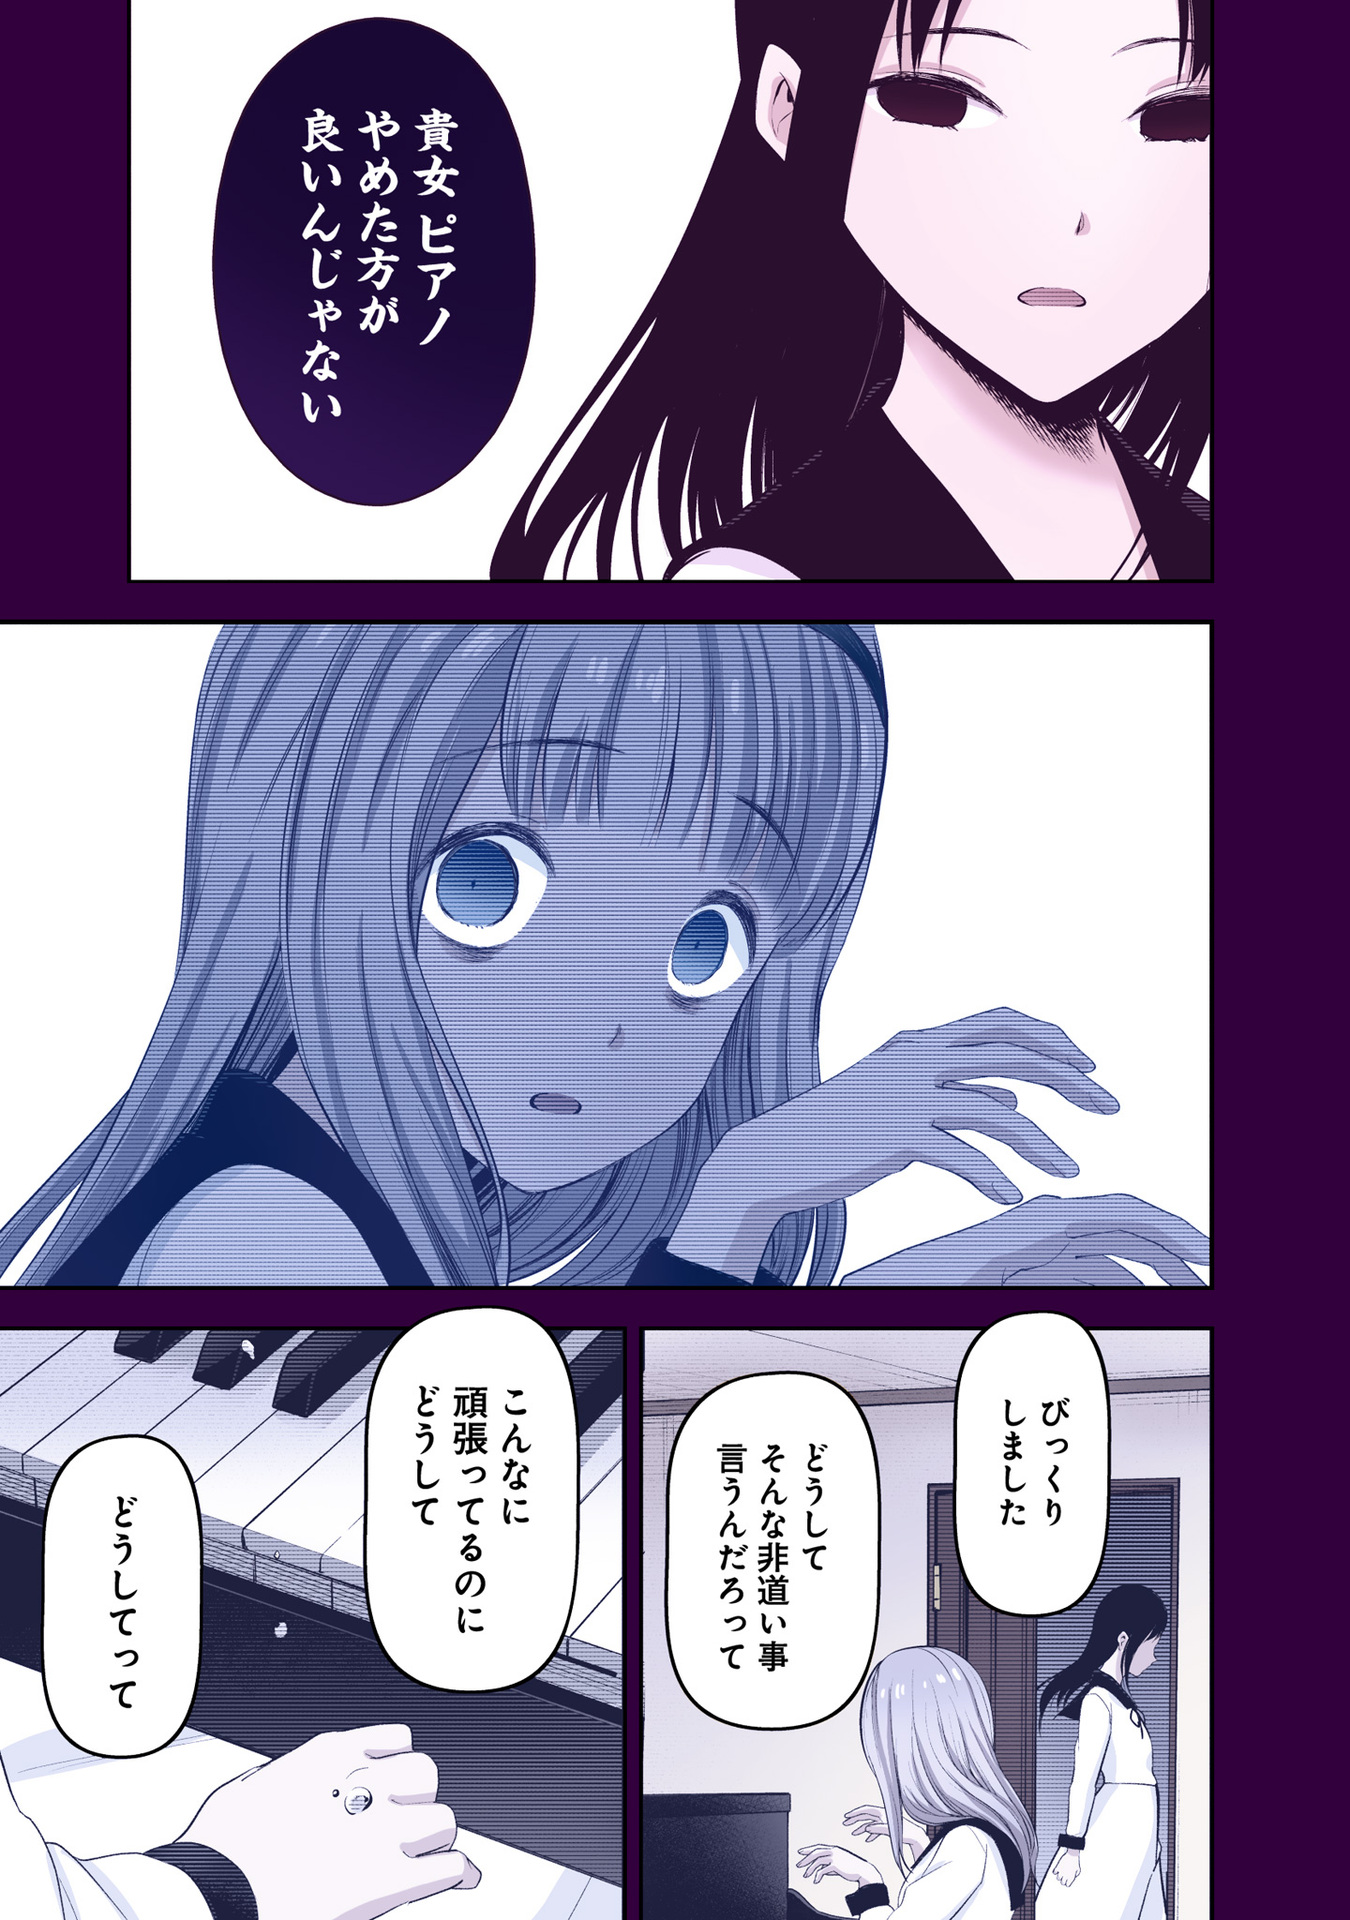 貴女ピアノ
やめた方が
良いんじゃない
びっくり
しました
どうして
そんな非道い事
言うんだろって
こんなに
頑張ってるのに
どうして
どうしてって